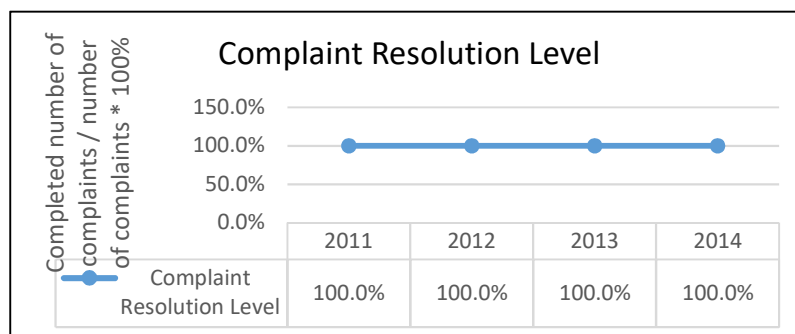 Complaint Resolution Level
Completed number of
complaints / number
of complaints * 100%
150.0%
100.0%
50.0%
0.0%
2011 2012 2013 2014
Complaint
Resolution Level
100.0% 100.0% 100.0% 100.0%